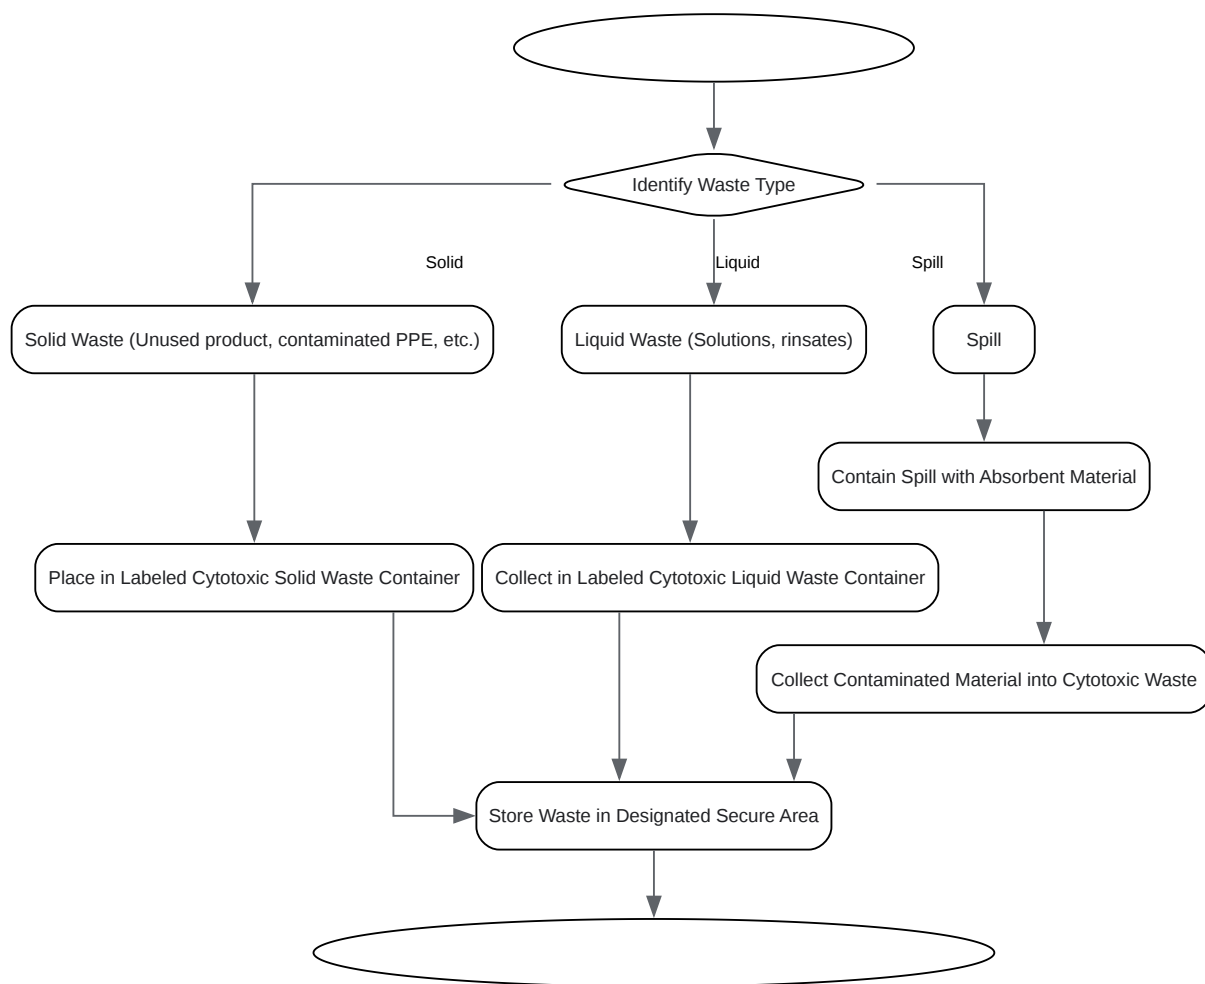 Identify Waste Type
Solid
Liquid
Spill
Solid Waste (Unused product, contaminated PPE, etc.)
Liquid Waste (Solutions, rinsates)
Spill
Contain Spill with Absorbent Material
Place in Labeled Cytotoxic Solid Waste Container
Collect in Labeled Cytotoxic Liquid Waste Container
Collect Contaminated Material into Cytotoxic Waste
Store Waste in Designated Secure Area